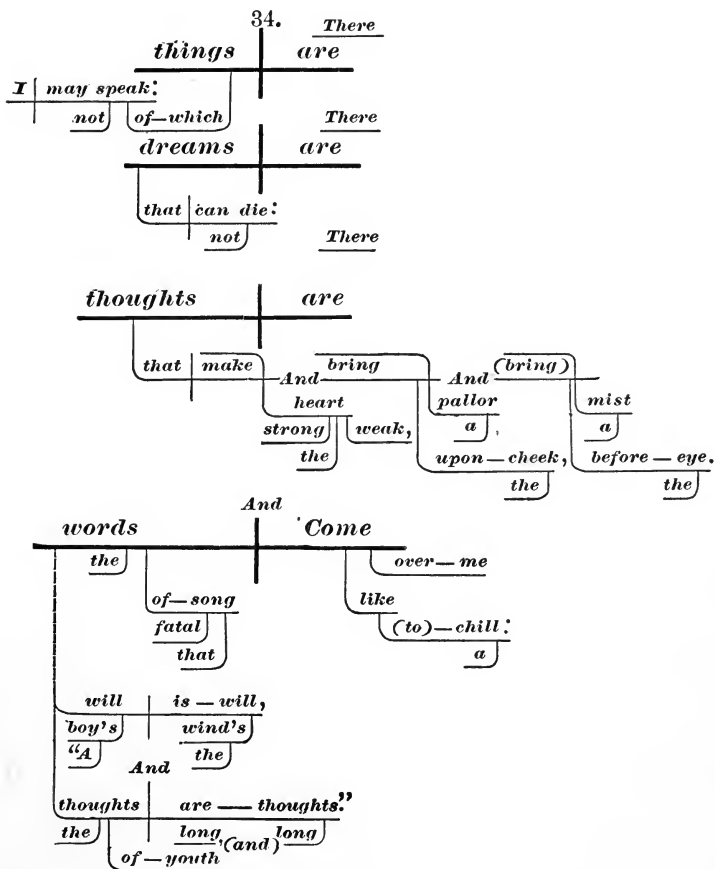 34.
There
things are
I may speak:
not of—which
There
dreams are
that can die:
not There
thoughts are
that make bring (bring)
And And
heart pallor mist
strong weak, a a
the upon—cheek, before—eye.
the the
And
words Come
the over—me
of—song like
fatal (to)—chill:
that a
will is—will,
boy's wind's
“A the
And
thoughts are—thoughts.”
the long, (and) long
of—youth